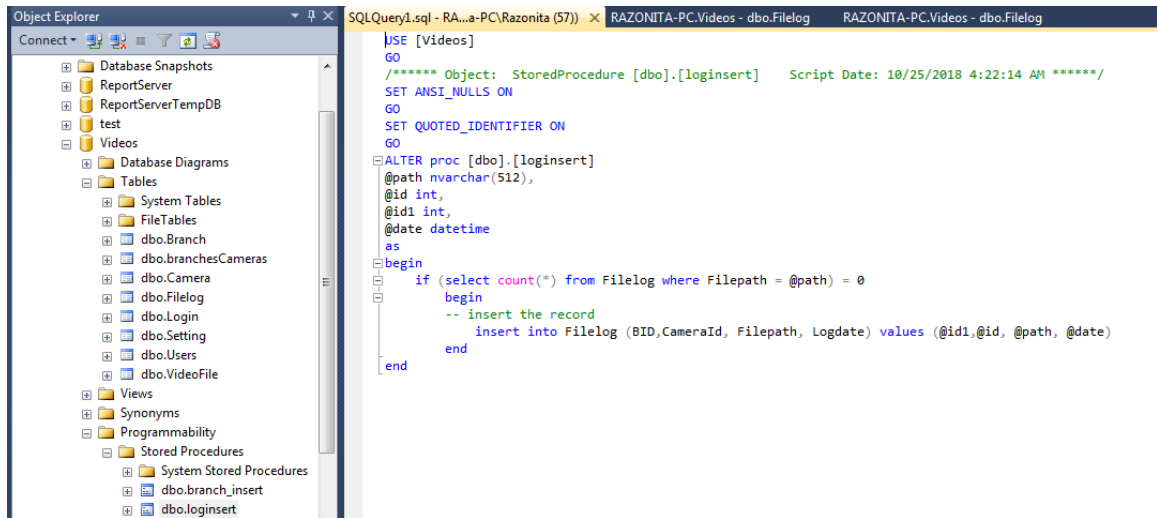 Object Explorer
Connect
Database Snapshots
ReportServer
ReportServerTempDB
test
Videos
Database Diagrams
Tables
System Tables
FileTables
dbo.Branch
dbo.branchesCameras
dbo.Camera
dbo.Filelog
dbo.Login
dbo.Setting
dbo.Users
dbo.VideoFile
Views
Synonyms
Programmability
Stored Procedures
System Stored Procedures
dbo.branch_insert
dbo.loginsert
SQLQuery1.sql - RA...a-PC\Razonita (57)) RAZONITA-PC.Videos - dbo.Filelog RAZONITA-PC.Videos - dbo.Filelog
USE [Videos]
GO
/****** Object:  StoredProcedure [dbo].[loginsert]    Script Date: 10/25/2018 4:22:14 AM ******/
SET ANSI_NULLS ON
GO
SET QUOTED_IDENTIFIER ON
GO
ALTER proc [dbo].[loginsert]
@path nvarchar(512),
@id int,
@id1 int,
@date datetime
as
begin
if (select count(*) from Filelog where Filepath = @path) = 0
begin
-- insert the record
insert into Filelog (BID,CameraId, Filepath, Logdate) values (@id1,@id, @path, @date)
end
end